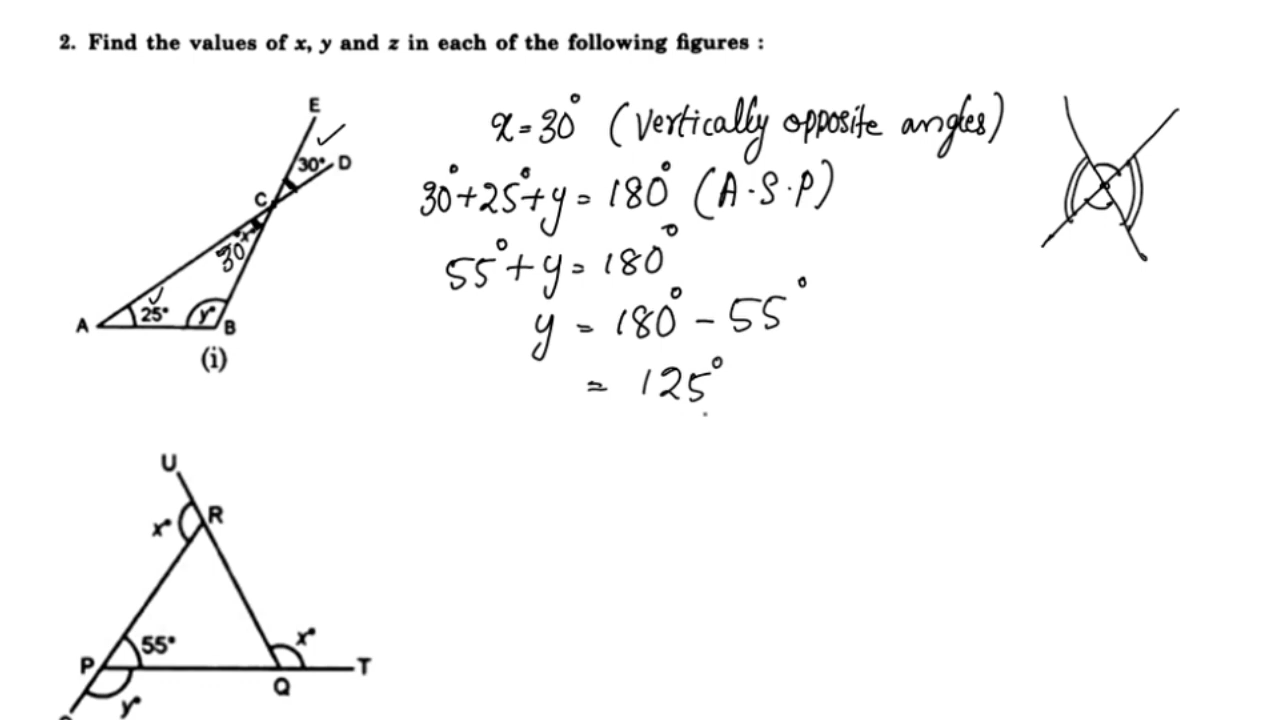 2. Find the values of x, y and z in each of the following figures :
E
30° D
C
x°
30°
A 25° y° B
(i)
x = 30° (Vertically opposite angles)
30°+25°+y = 180° (A.S.P)
55°+y = 180°
y = 180° - 55°
= 125°
U
x° R
55° x°
P Q T
y°